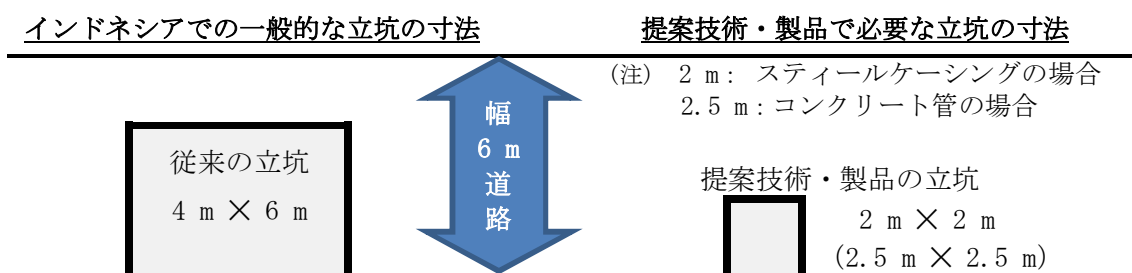 インドネシアでの一般的な立坑の寸法
提案技術・製品で必要な立坑の寸法
(注) 2 m: スティールケーシングの場合
2.5 m:コンクリート管の場合
従来の立坑
4 m × 6 m
幅
6 m
道
路
提案技術・製品の立坑
2 m × 2 m
(2.5 m × 2.5 m)